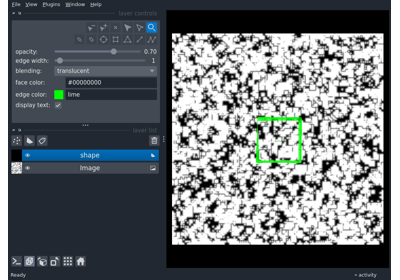 File View Plugins Window Help
layer controls
opacity: 0.70
edge width: 1
blending: translucent
face color: #00000000
edge color: lime
display text:
layer list
shape
Image
Ready
activity